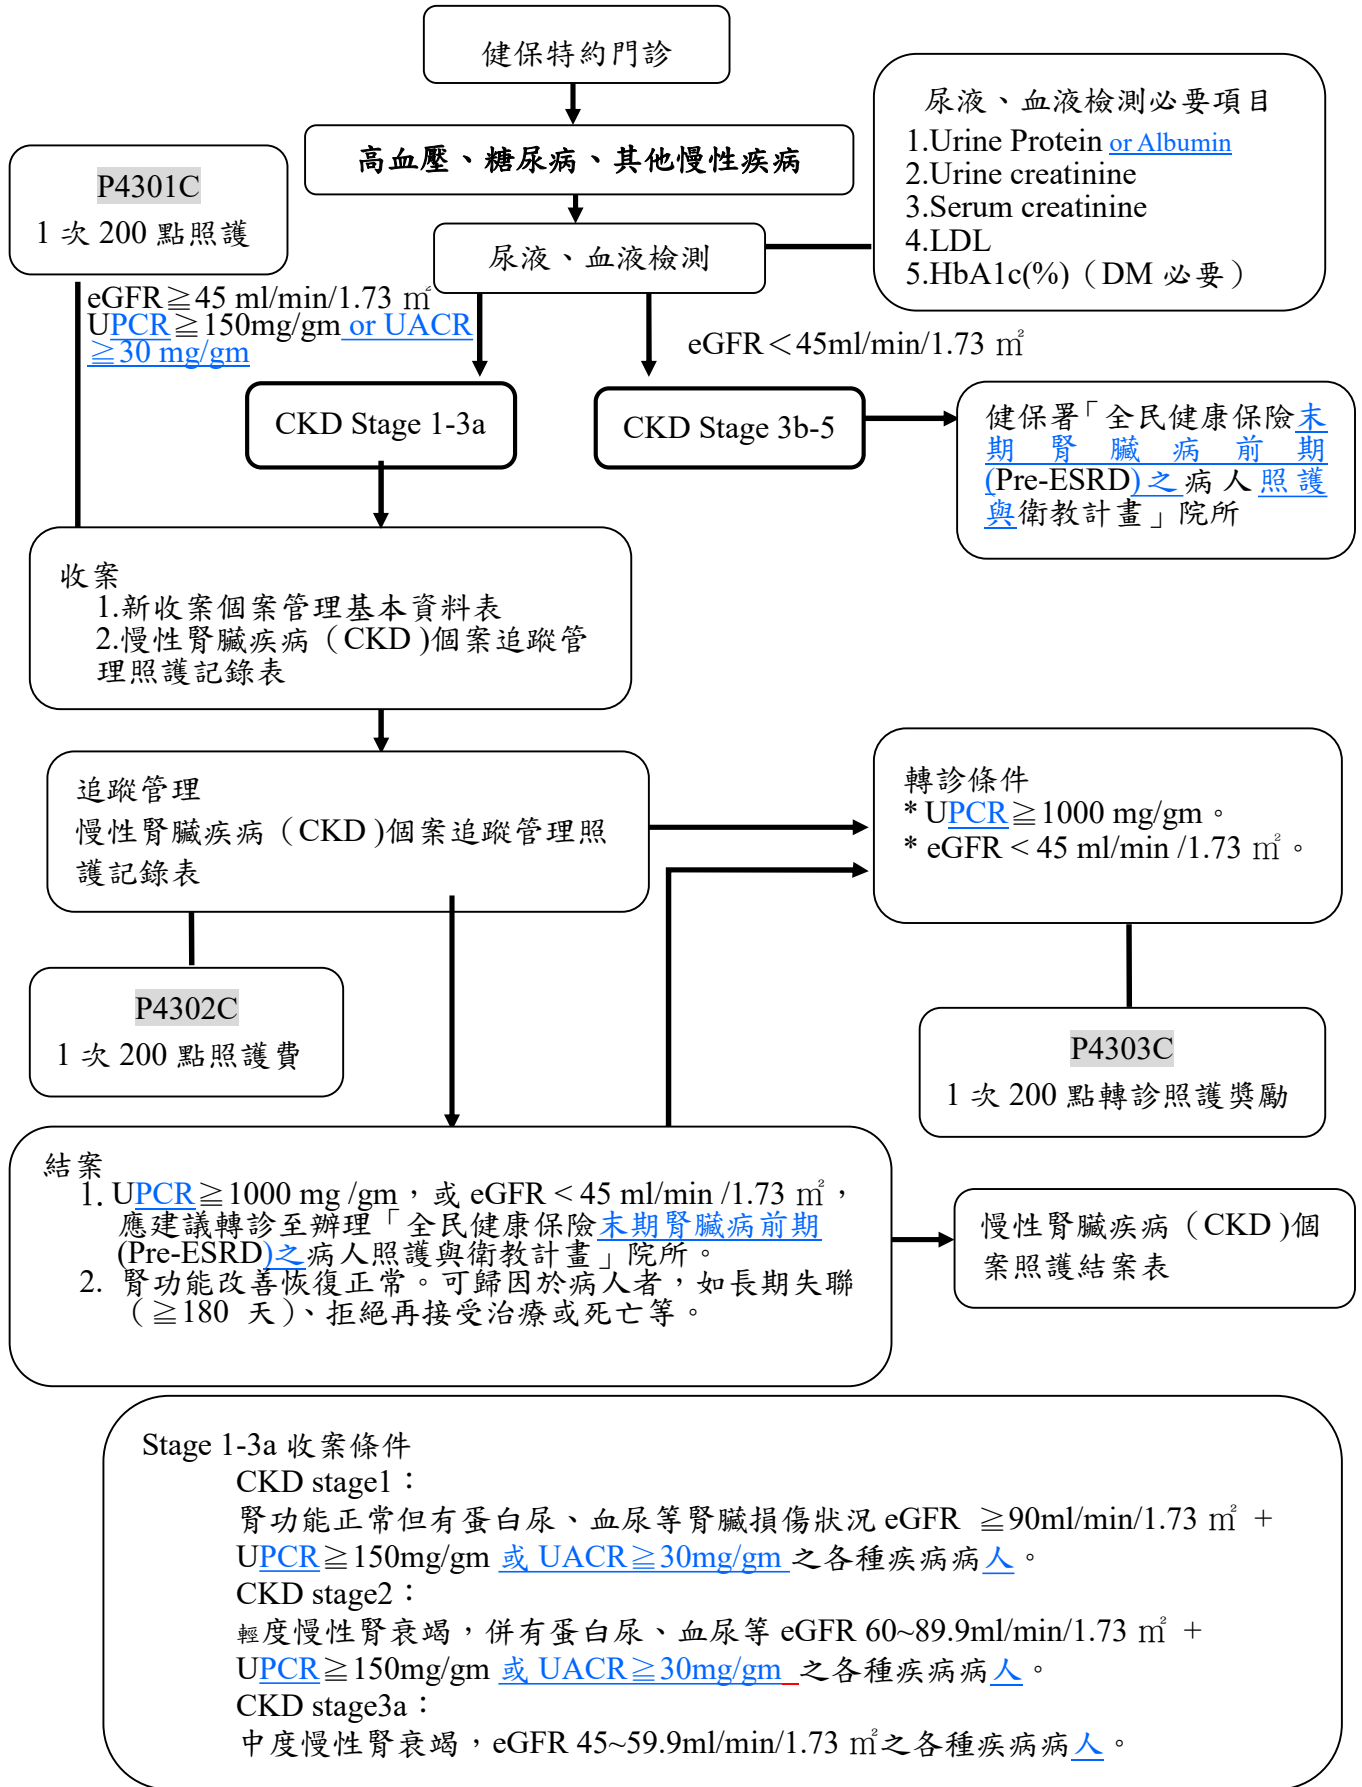 健保特約門診
高血壓、糖尿病、其他慢性疾病
尿液、血液檢測
尿液、血液檢測必要項目
1.Urine Protein or Albumin
2.Urine creatinine
3.Serum creatinine
4.LDL
5.HbA1c(%)（DM 必要）
P4301C
1 次 200 點照護
eGFR≧45 ml/min/1.73 ㎡
UPCR≧150mg/gm or UACR
≧30 mg/gm
eGFR＜45ml/min/1.73 ㎡
CKD Stage 1-3a
CKD Stage 3b-5
健保署「全民健康保險末
期腎臟病前期
(Pre-ESRD)之病人照護
與衛教計畫」院所
收案
1.新收案個案管理基本資料表
2.慢性腎臟疾病（CKD )個案追蹤管
理照護記錄表
追蹤管理
慢性腎臟疾病（CKD )個案追蹤管理照
護記錄表
轉診條件
* UPCR≧1000 mg/gm。
* eGFR < 45 ml/min /1.73 ㎡。
P4302C
1 次 200 點照護費
P4303C
1 次 200 點轉診照護獎勵
結案
1. UPCR≧1000 mg /gm，或 eGFR < 45 ml/min /1.73 ㎡，
應建議轉診至辦理「全民健康保險末期腎臟病前期
(Pre-ESRD)之病人照護與衛教計畫」院所。
2. 腎功能改善恢復正常。可歸因於病人者，如長期失聯
（≧180 天）、拒絕再接受治療或死亡等。
慢性腎臟疾病（CKD )個
案照護結案表
Stage 1-3a 收案條件
CKD stage1：
腎功能正常但有蛋白尿、血尿等腎臟損傷狀況 eGFR ≧90ml/min/1.73 ㎡ +
UPCR≧150mg/gm 或 UACR≧30mg/gm 之各種疾病病人。
CKD stage2：
輕度慢性腎衰竭，併有蛋白尿、血尿等 eGFR 60~89.9ml/min/1.73 ㎡ +
UPCR≧150mg/gm 或 UACR≧30mg/gm 之各種疾病病人。
CKD stage3a：
中度慢性腎衰竭，eGFR 45~59.9ml/min/1.73 ㎡之各種疾病病人。